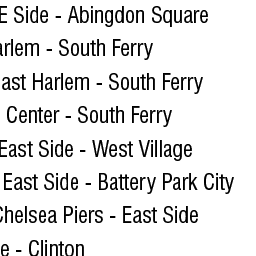 E Side - Abingdon Square
arlem - South Ferry
ast Harlem - South Ferry
Center - South Ferry
East Side - West Village
East Side - Battery Park City
Chelsea Piers - East Side
e - Clinton